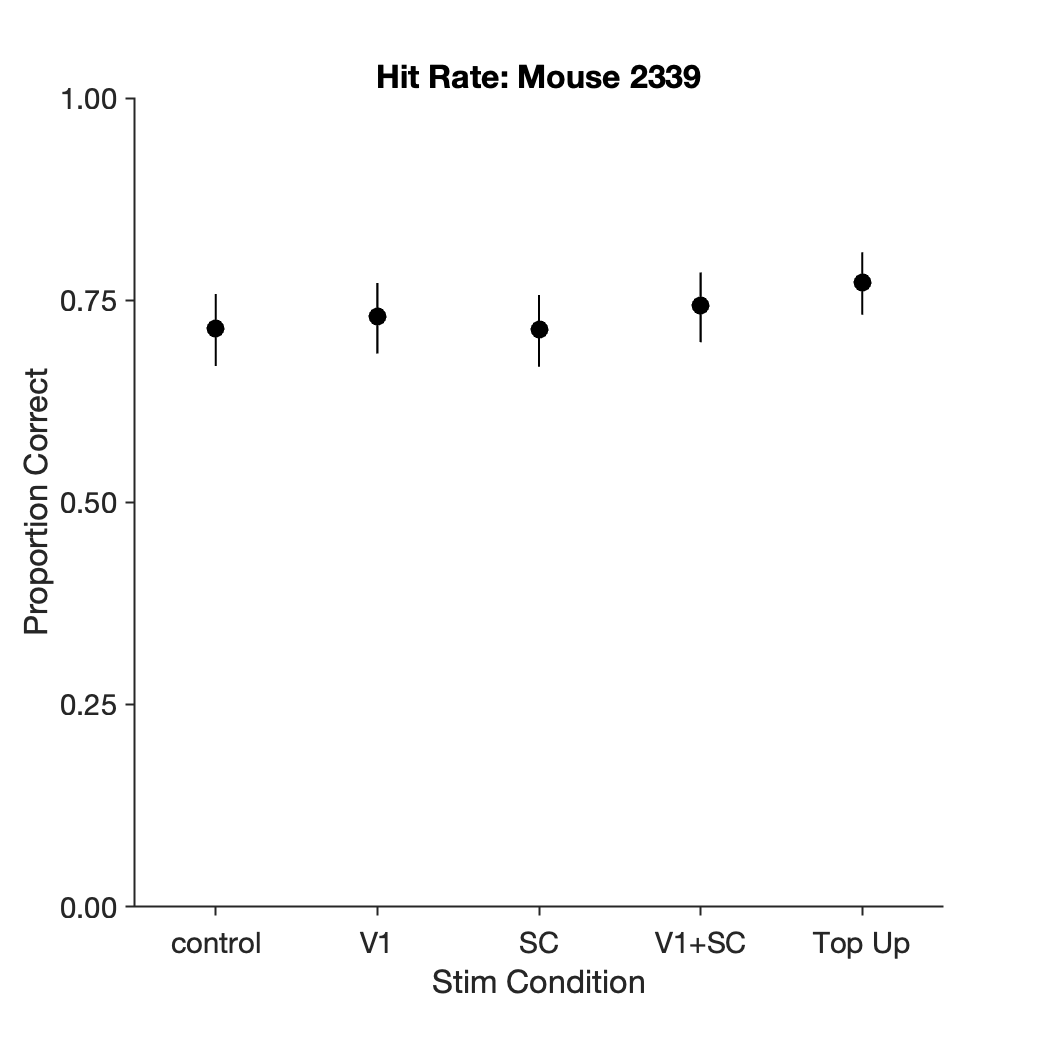 Hit Rate: Mouse 2339
1.00
0.75
0.50
0.25
0.00
Proportion Correct
control V1 SC V1+SC Top Up
Stim Condition